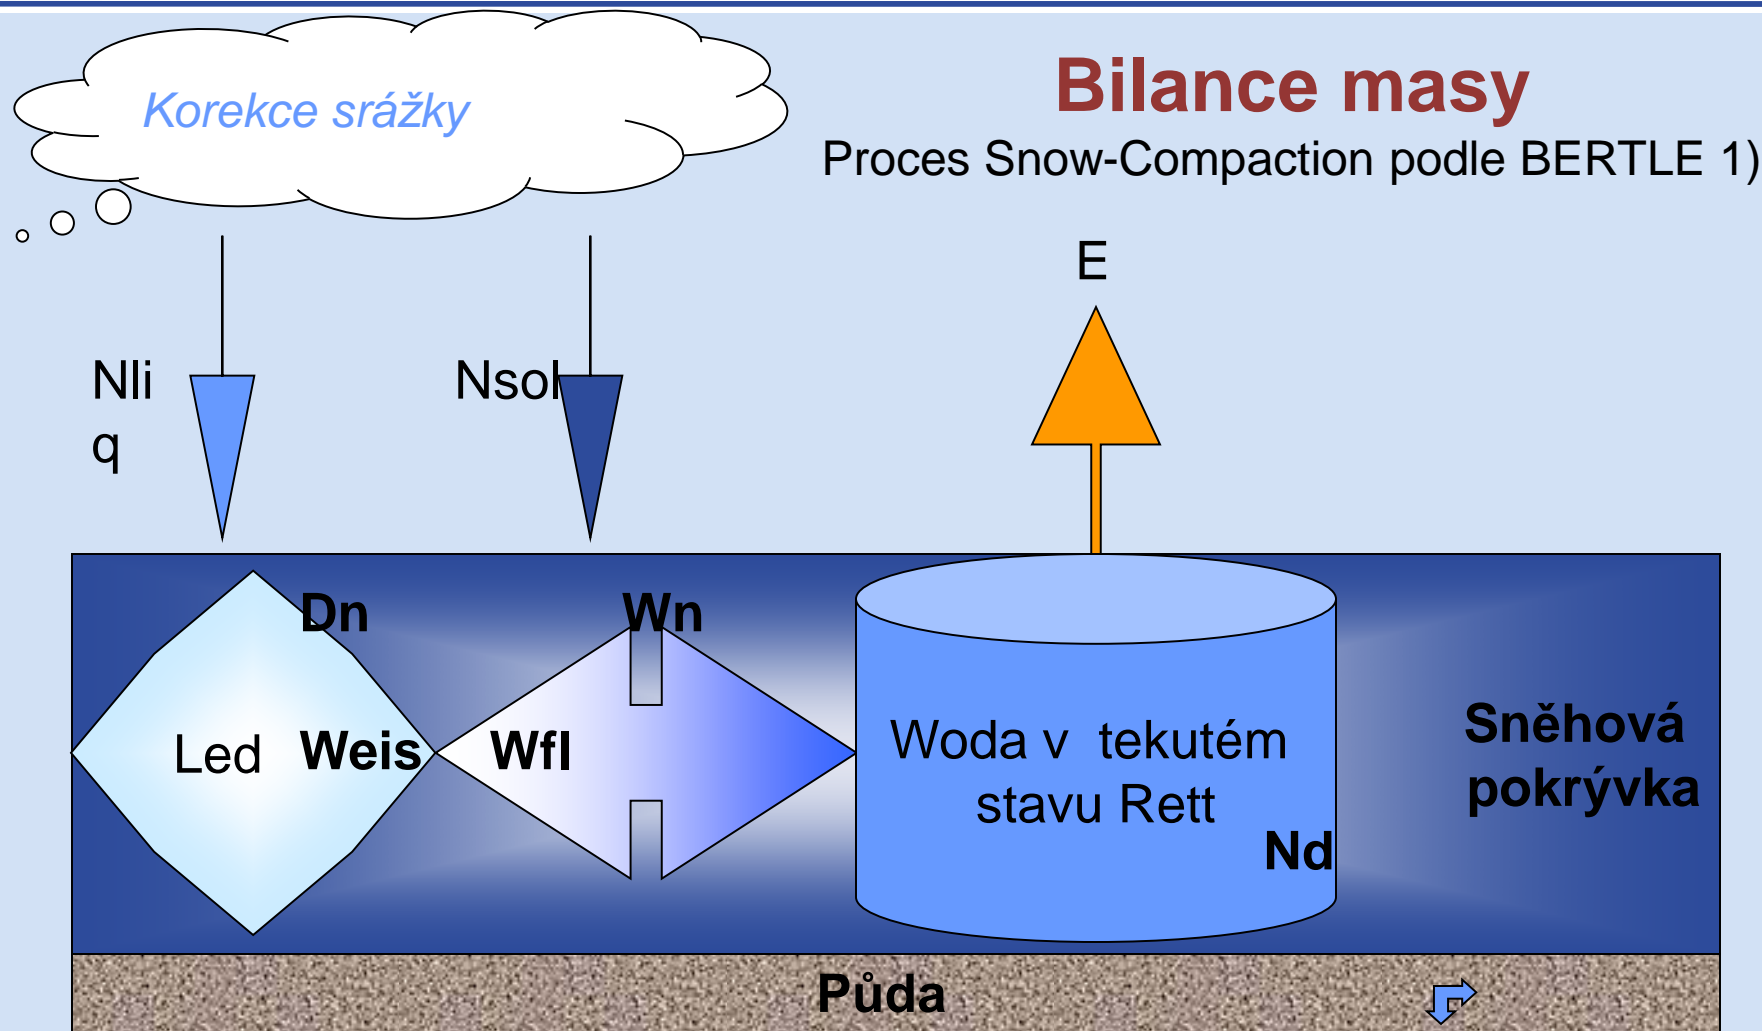 Bilance masy
Korekce srážky
Proces Snow-Compaction podle BERTLE 1)
E
Nli
q
Nsol
Dn
Wn
Led
Weis
Wfl
Woda v tekutém
stavu Rett
Nd
Sněhová
pokrývka
Půda